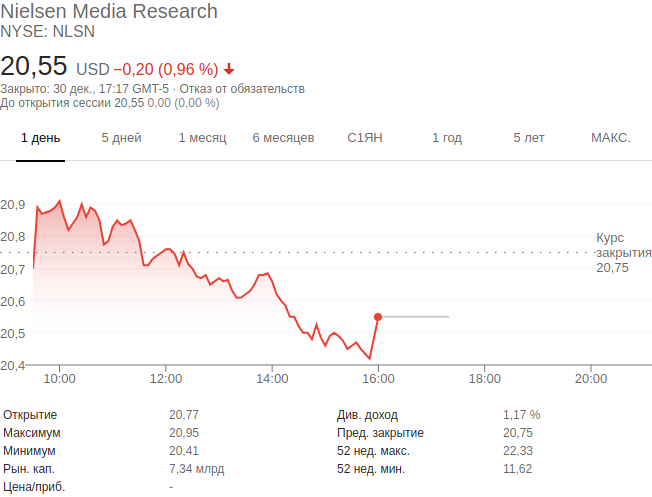 Nielsen Media Research
NYSE: NLSN
20,55 USD −0,20 (0,96 %)
Закрыто: 30 дек., 17:17 GMT-5 · Отказ от обязательств
До открытия сессии 20,55 0,00 (0,00 %)
1 день 5 дней 1 месяц 6 месяцев С1ЯН 1 год 5 лет МАКС.
20,9
20,8
20,7
20,6
20,5
20,4
Курс
закрытия
20,75
10:00 12:00 14:00 16:00 18:00 20:00
Открытие 20,77 Див. доход 1,17 %
Максимум 20,95 Пред. закрытие 20,75
Минимум 20,41 52 нед. макс. 22,33
Рын. кап. 7,34 млрд 52 нед. мин. 11,62
Цена/приб. -